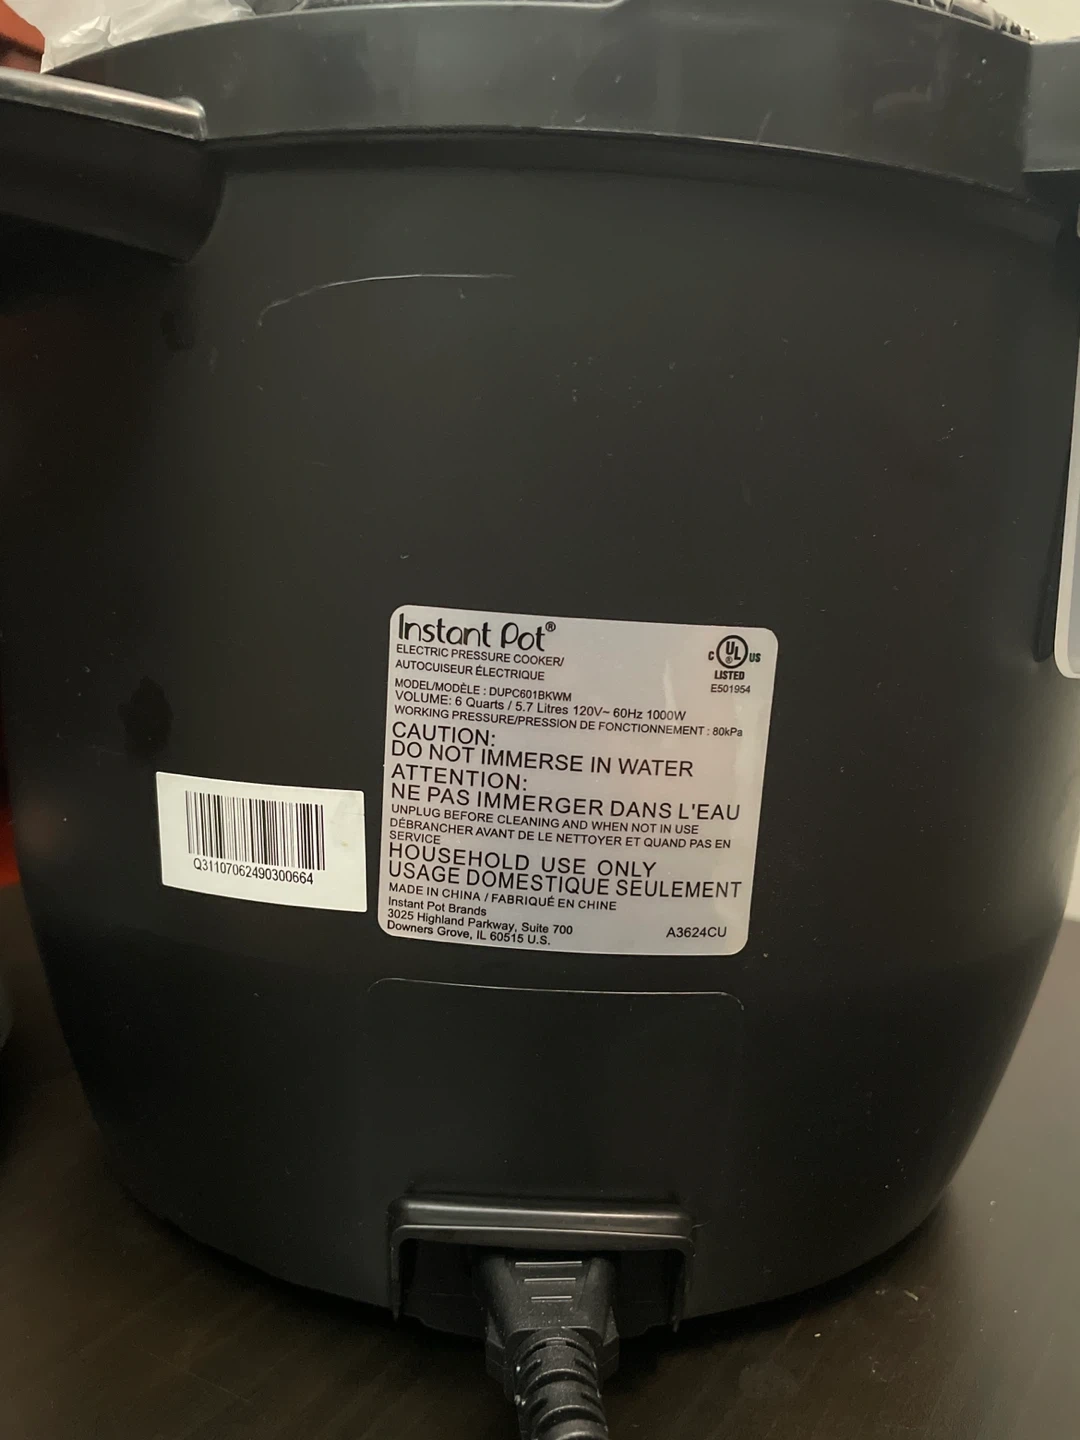 Instant Pot®
ELECTRIC PRESSURE COOKER/
AUTOCUISEUR ÉLECTRIQUE
C UL ® US
LISTED
E501954
MODEL/MODÈLE : DUPC601BKWM
VOLUME: 6 Quarts / 5.7 Litres 120V~ 60Hz 1000W
WORKING PRESSURE/PRESSION DE FONCTIONNEMENT : 80kPa
CAUTION:
DO NOT IMMERSE IN WATER
ATTENTION:
NE PAS IMMERGER DANS L'EAU
UNPLUG BEFORE CLEANING AND WHEN NOT IN USE
DÉBRANCHER AVANT DE LE NETTOYER ET QUAND PAS EN
SERVICE
HOUSEHOLD USE ONLY
USAGE DOMESTIQUE SEULEMENT
MADE IN CHINA / FABRIQUÉ EN CHINE
Instant Pot Brands
3025 Highland Parkway, Suite 700
Downers Grove, IL 60515 U.S.
A3624CU
Q31107062490300664